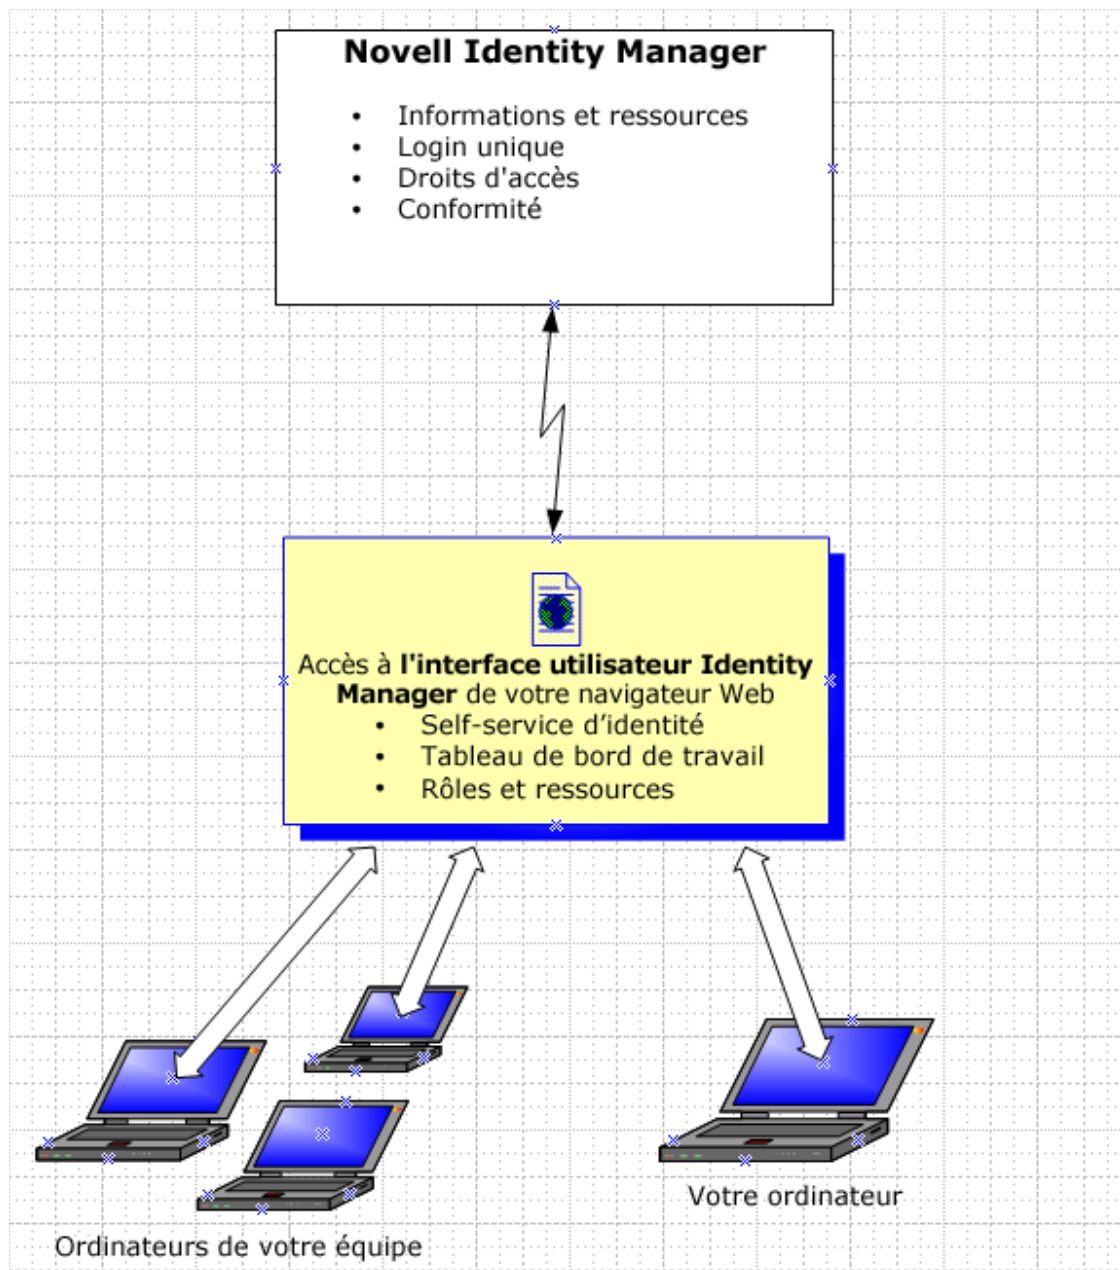 Novell Identity Manager
• Informations et ressources
• Login unique
• Droits d'accès
• Conformité
Accès à l'interface utilisateur Identity
Manager de votre navigateur Web
• Self-service d’identité
• Tableau de bord de travail
• Rôles et ressources
Votre ordinateur
Ordinateurs de votre équipe